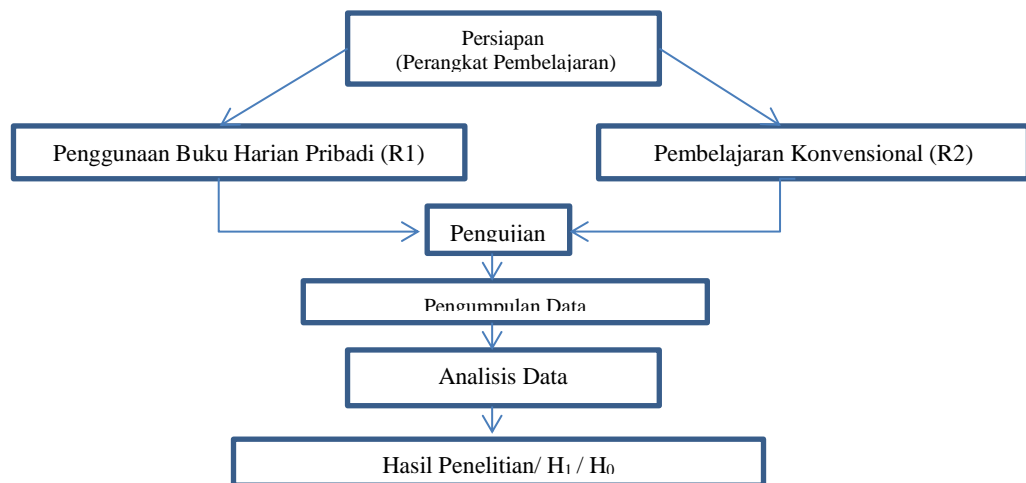 Persiapan
(Perangkat Pembelajaran)
Penggunaan Buku Harian Pribadi (R1)
Pembelajaran Konvensional (R2)
Pengujian
Pengumpulan Data
Analisis Data
Hasil Penelitian/ H₁ / H₀